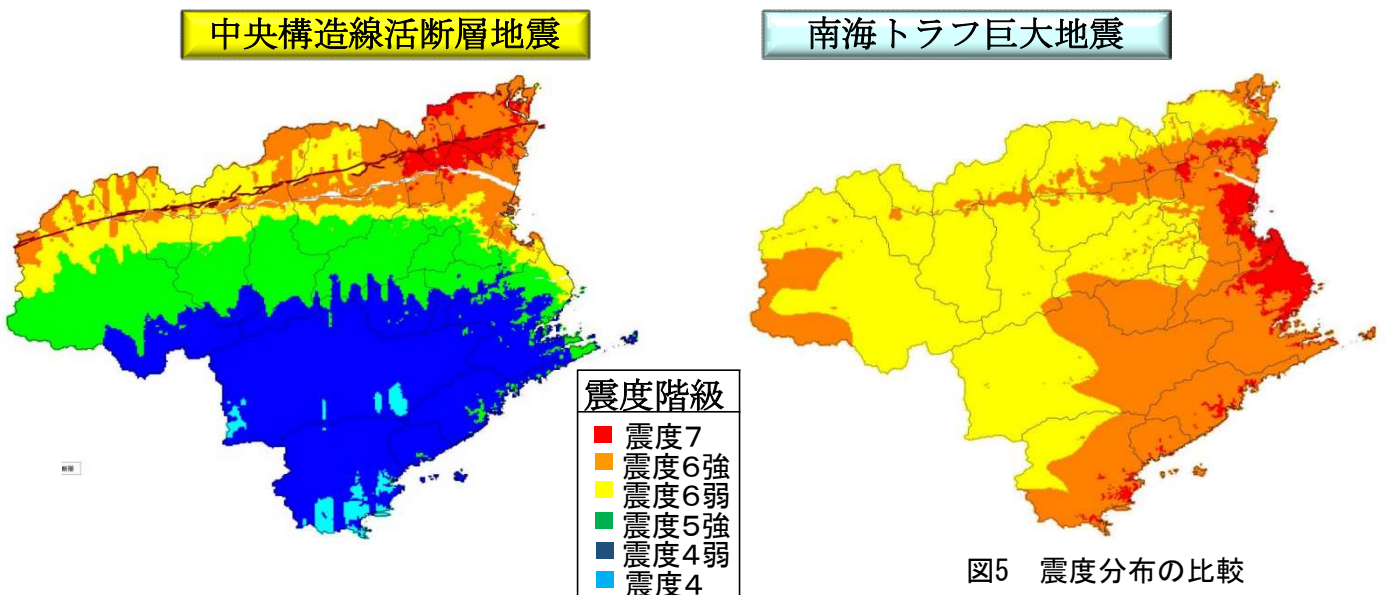 中央構造線活断層地震
南海トラフ巨大地震
震度階級
震度7
震度6強
震度6弱
震度5強
震度4弱
震度4
図5 震度分布の比較